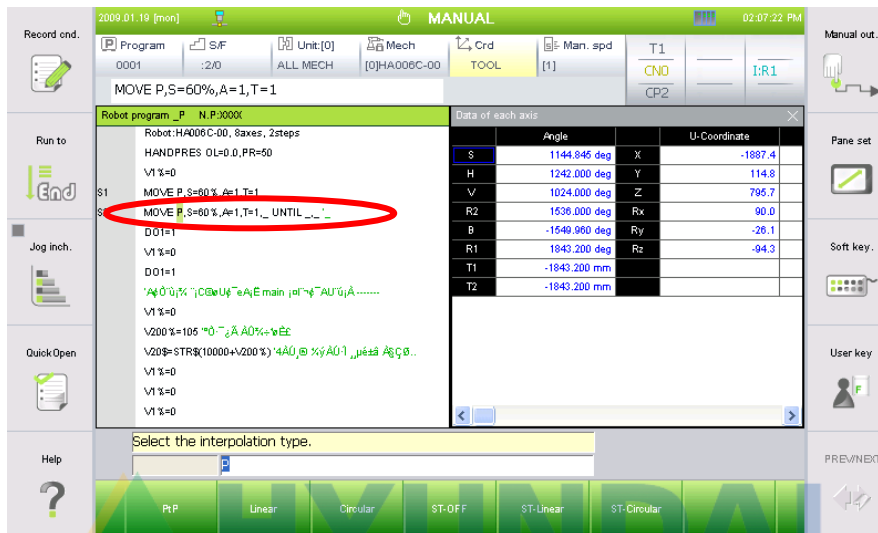 2009.01.19 [mon] MANUAL 02:07:22 PM
Record cnd.
Manual out.
Program S/F Unit:[0] Mech Crd Man. spd T1
0001 :2/0 ALL MECH [0]HA006C-00 TOOL [1] CN0 I:R1
MOVE P,S=60%,A=1,T=1 CP2
Robot program _P N.P:XXXX
Robot:HA006C-00, 8axes, 2steps
HANDPRES OL=0.0,PR=50
V1%=0
S1 MOVE P,S=60%,A=1,T=1
MOVE P,S=60%,A=1,T=1,_ UNTIL _,_ '_
DO1=1
V1%=0
DO1=1
V1%=0
V200%=105
V20$=STR$(10000+V200%)
V1%=0
V1%=0
V1%=0
Data of each axis
Angle U-Coordinate
S 1144.845 deg X -1887.4
H 1242.000 deg Y 114.8
V 1024.000 deg Z 795.7
R2 1536.000 deg Rx 90.0
B -1549.960 deg Ry -26.1
R1 1843.200 deg Rz -94.3
T1 -1843.200 mm
T2 -1843.200 mm
Run to
End
Jog inch.
Quick Open
Help
?
Pane set
Soft key.
User key
F
PREV/NEXT
Select the interpolation type.
P
PtP Linear Circular ST-OFF ST-Linear ST-Circular
HYUNDAI